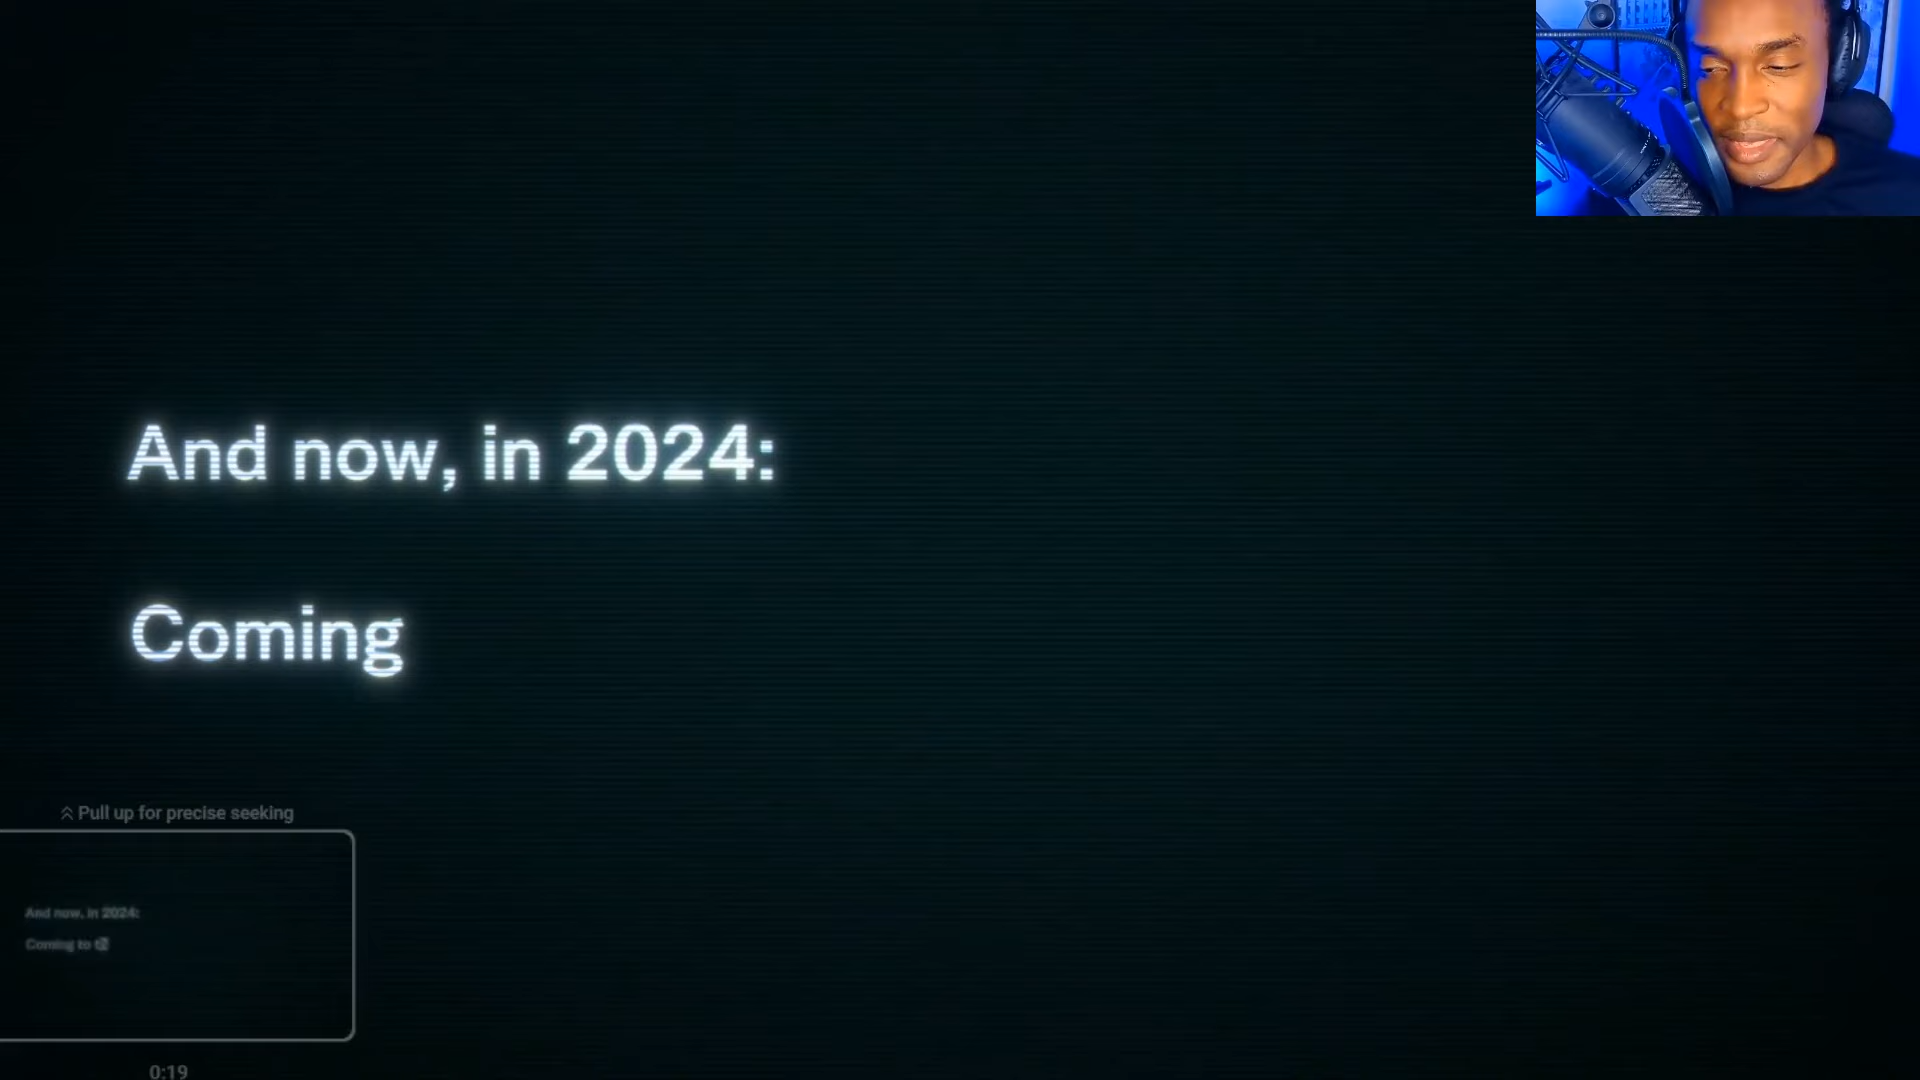 And now, in 2024:
Coming
Pull up for precise seeking
And now, in 2024:
Coming to
0:19